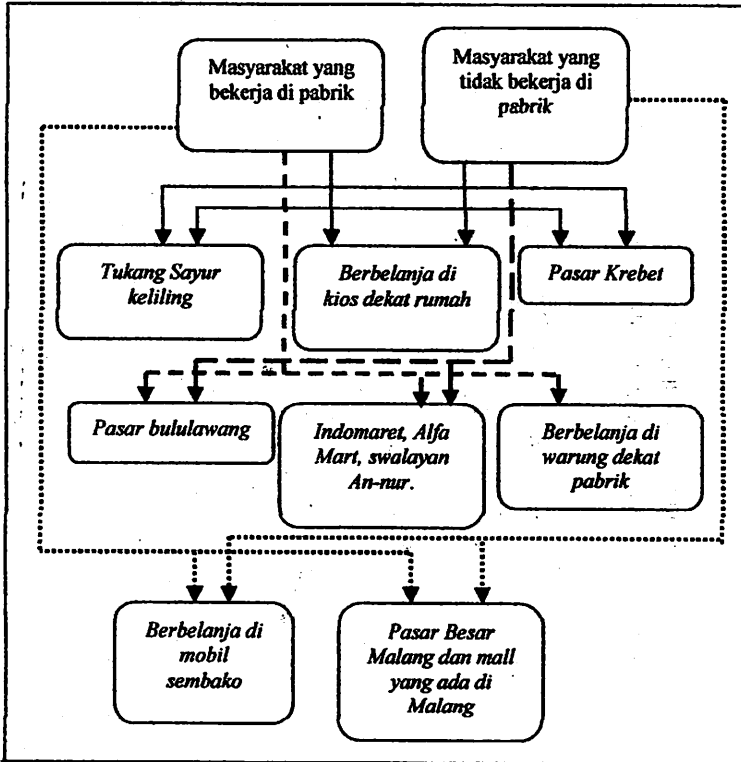 Masyarakat yang
bekerja di pabrik
Masyarakat yang
tidak bekerja di
pabrik
Tukang Sayur
keliling
Berbelanja di
kios dekat rumah
Pasar Krebet
Pasar bululawang
Indomaret, Alfa
Mart, swalayan
An-nur.
Berbelanja di
warung dekat
pabrik
Berbelanja di
mobil
sembako
Pasar Besar
Malang dan mall
yang ada di
Malang